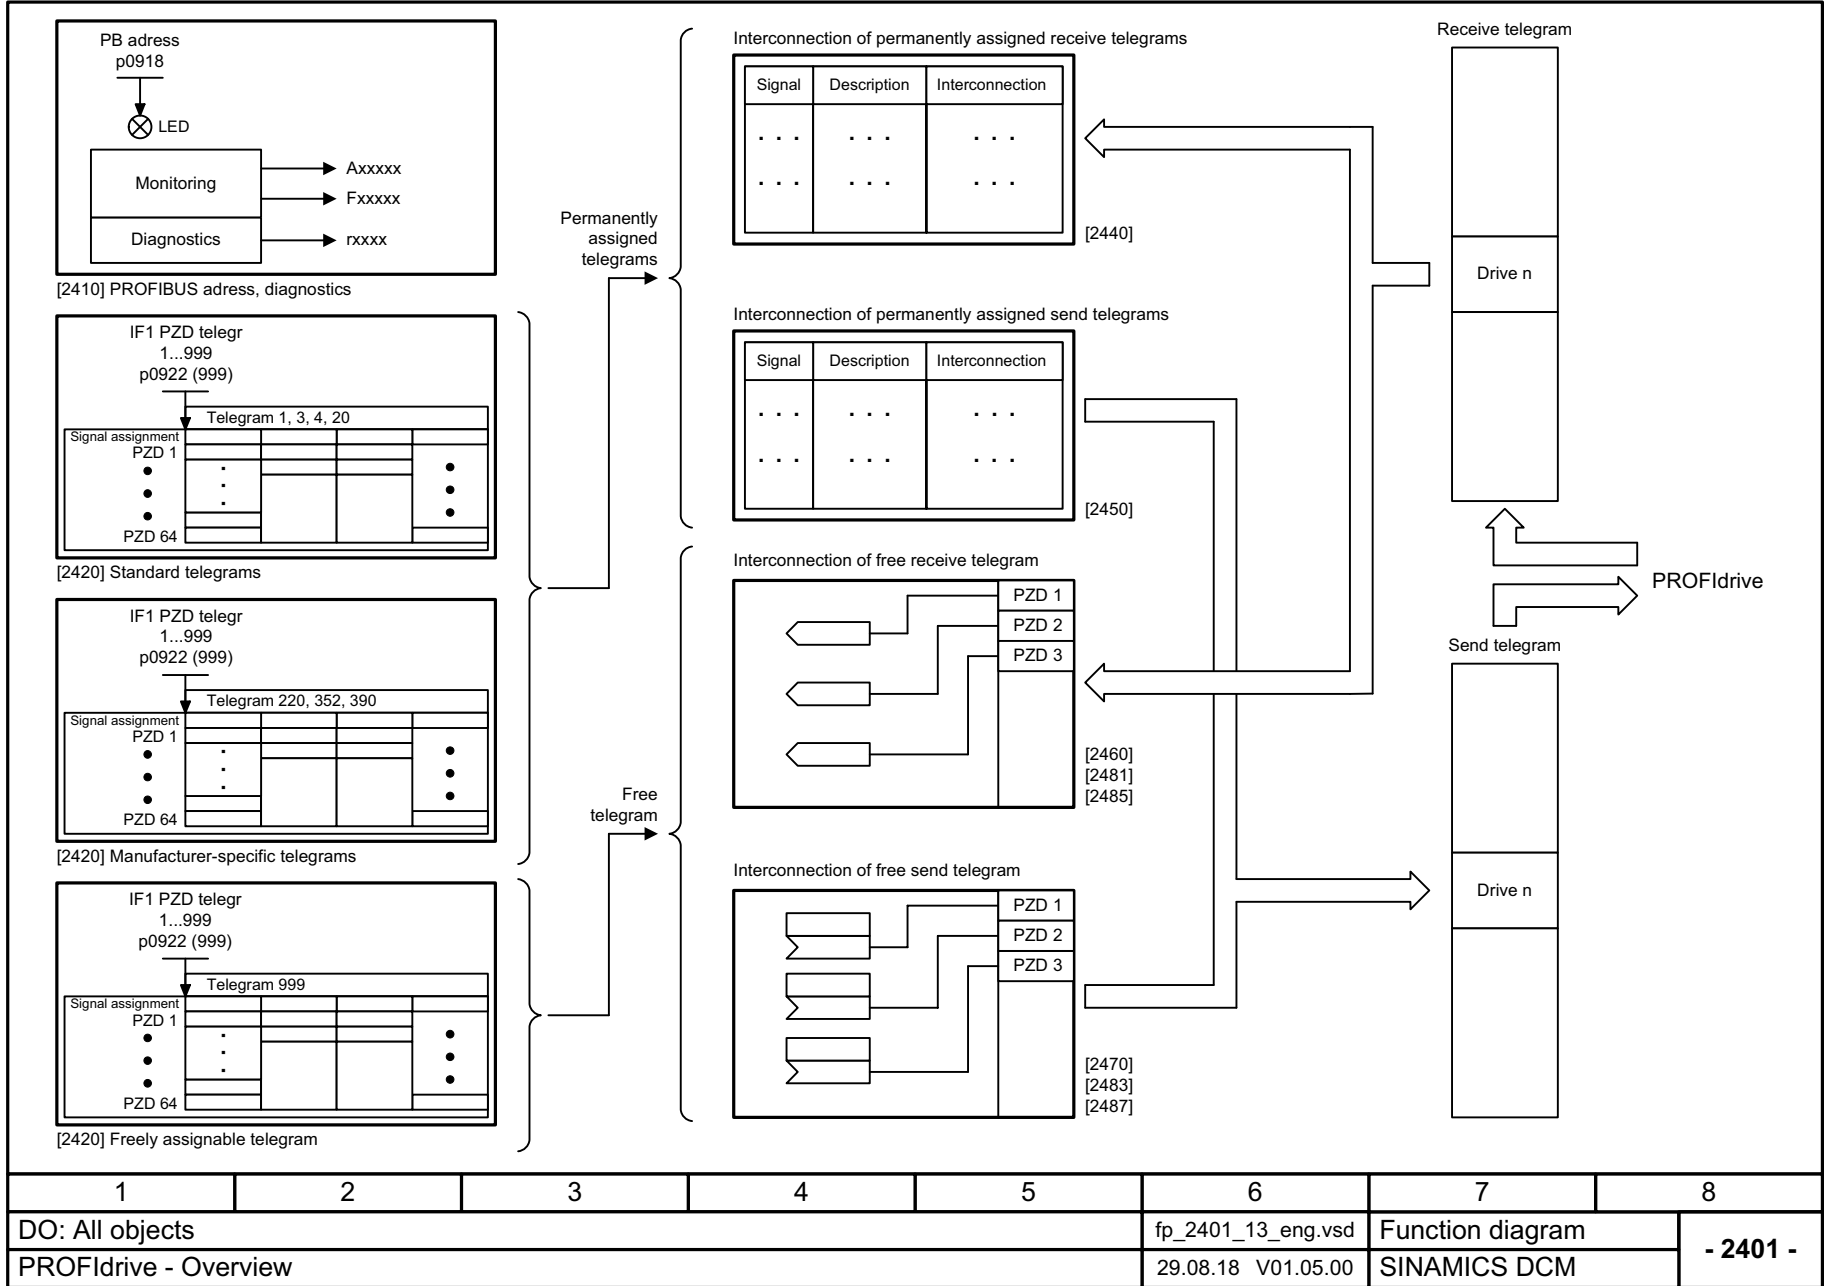 PB adress
p0918
LED
Monitoring
Axxxxx
Fxxxxx
Diagnostics
rxxxx
[2410] PROFIBUS adress, diagnostics
IF1 PZD telegr
1...999
p0922 (999)
Telegram 1, 3, 4, 20
Signal assignment
PZD 1
PZD 64
[2420] Standard telegrams
IF1 PZD telegr
1...999
p0922 (999)
Telegram 220, 352, 390
Signal assignment
PZD 1
PZD 64
[2420] Manufacturer-specific telegrams
IF1 PZD telegr
1...999
p0922 (999)
Telegram 999
Signal assignment
PZD 1
PZD 64
[2420] Freely assignable telegram
Permanently
assigned
telegrams
Free
telegram
Interconnection of permanently assigned receive telegrams
Signal Description Interconnection
. . . . . . . . .
. . . . . . . . .
[2440]
Interconnection of permanently assigned send telegrams
Signal Description Interconnection
. . . . . . . . .
. . . . . . . . .
[2450]
Interconnection of free receive telegram
PZD 1
PZD 2
PZD 3
[2460]
[2481]
[2485]
Interconnection of free send telegram
PZD 1
PZD 2
PZD 3
[2470]
[2483]
[2487]
Receive telegram
Drive n
PROFIdrive
Send telegram
Drive n
1 2 3 4 5 6 7 8
DO: All objects
fp_2401_13_eng.vsd
Function diagram
- 2401 -
PROFIdrive - Overview
29.08.18 V01.05.00
SINAMICS DCM